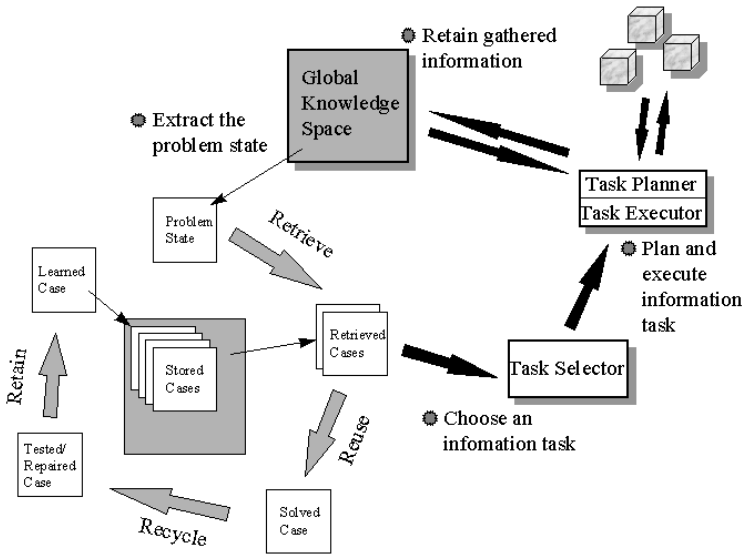 Retain gathered
information
Global
Knowledge
Space
Extract the
problem state
Task Planner
Task Executor
Problem
State
Retrieve
Plan and
execute
information
task
Learned
Case
Retrieved
Cases
Stored
Cases
Task Selector
Retain
Choose an
infomation task
Reuse
Tested/
Repaired
Case
Solved
Case
Recycle